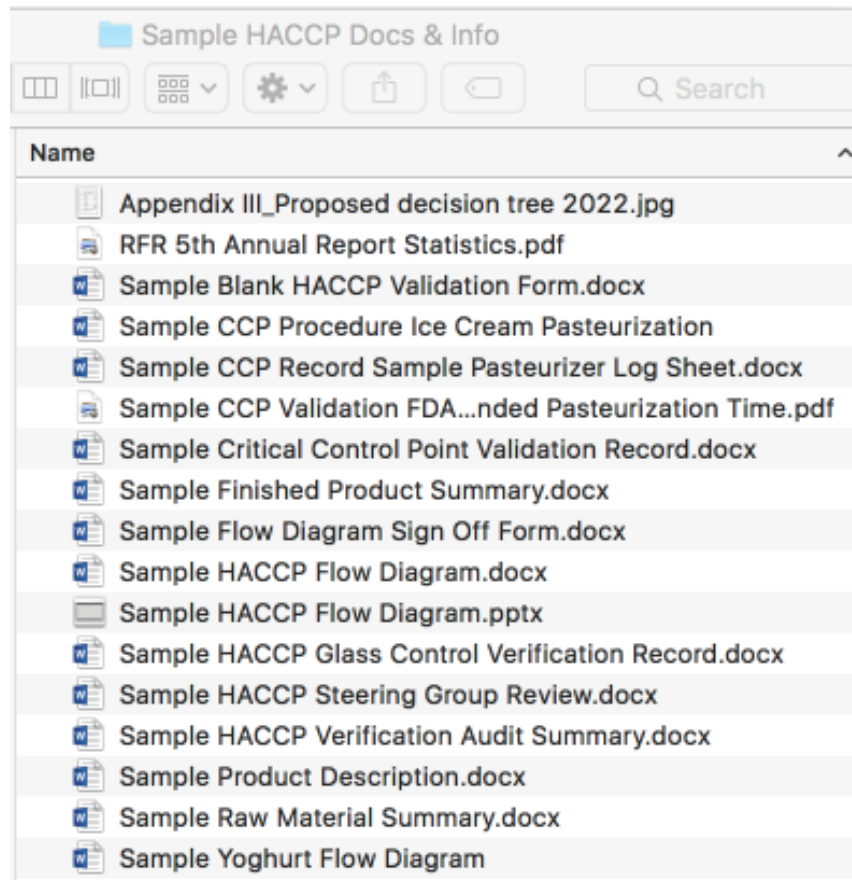 Sample HACCP Docs & Info
Search
Name
Appendix III_Proposed decision tree 2022.jpg
RFR 5th Annual Report Statistics.pdf
Sample Blank HACCP Validation Form.docx
Sample CCP Procedure Ice Cream Pasteurization
Sample CCP Record Sample Pasteurizer Log Sheet.docx
Sample CCP Validation FDA...nded Pasteurization Time.pdf
Sample Critical Control Point Validation Record.docx
Sample Finished Product Summary.docx
Sample Flow Diagram Sign Off Form.docx
Sample HACCP Flow Diagram.docx
Sample HACCP Flow Diagram.pptx
Sample HACCP Glass Control Verification Record.docx
Sample HACCP Steering Group Review.docx
Sample HACCP Verification Audit Summary.docx
Sample Product Description.docx
Sample Raw Material Summary.docx
Sample Yoghurt Flow Diagram